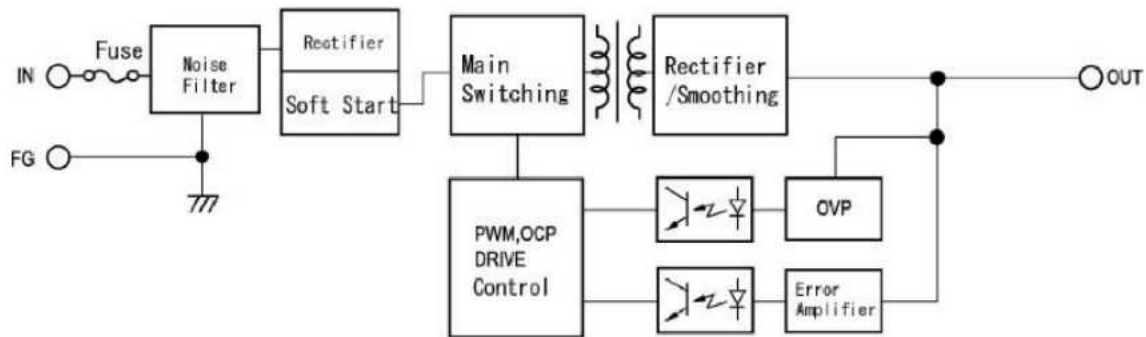 Fuse
IN
Noise
Filter
Rectifier
Soft Start
Main
Switching
Rectifier
/Smoothing
OUT
FG
PWM,OCP
DRIVE
Control
OVP
Error
Amplifier